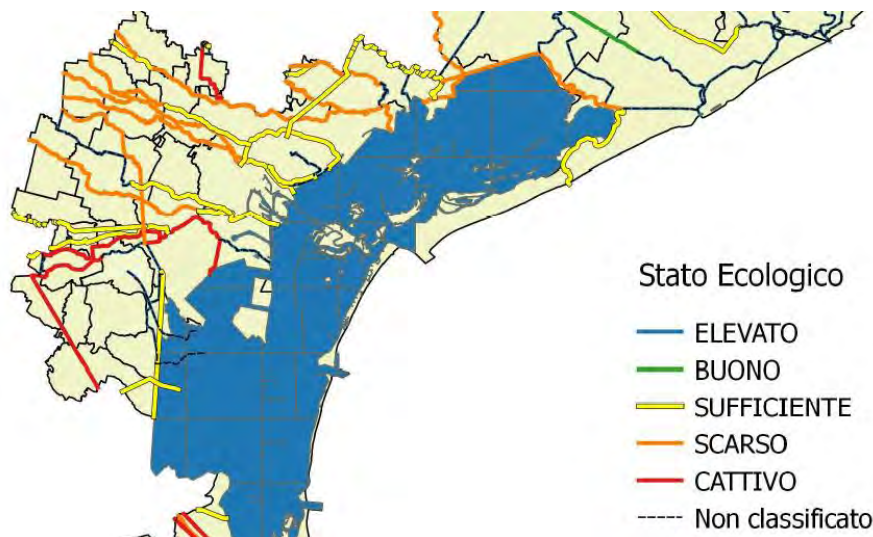 Stato Ecologico
ELEVATO
BUONO
SUFFICIENTE
SCARSO
CATTIVO
Non classificato